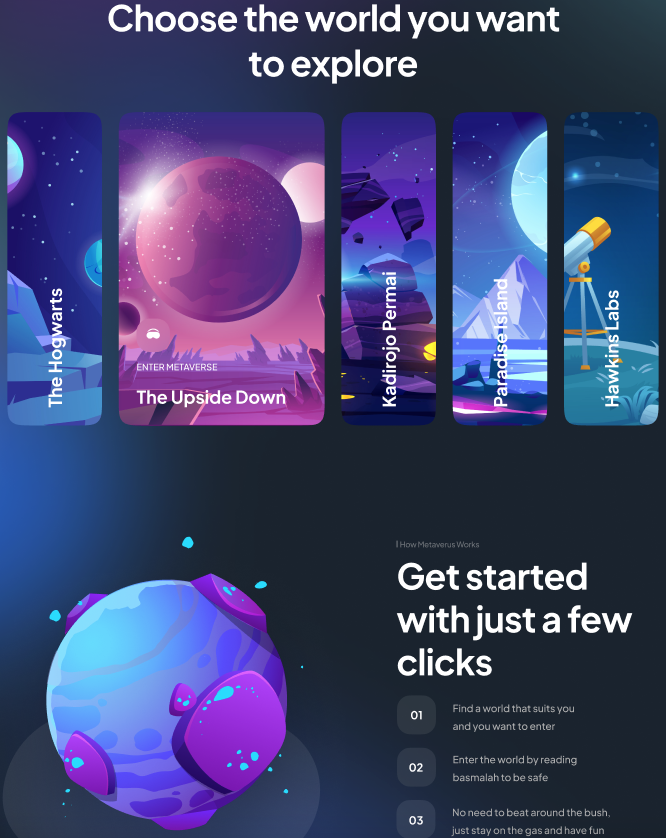 Choose the world you want
to explore
The Hogwarts
ENTER METAVERSE
The Upside Down
Kadirojo Permai
Paradise Island
Hawkins Labs
| How Metaverus Works
Get started
with just a few
clicks
01
Find a world that suits you
and you want to enter
02
Enter the world by reading
basmalah to be safe
03
No need to beat around the bush,
just stay on the gas and have fun